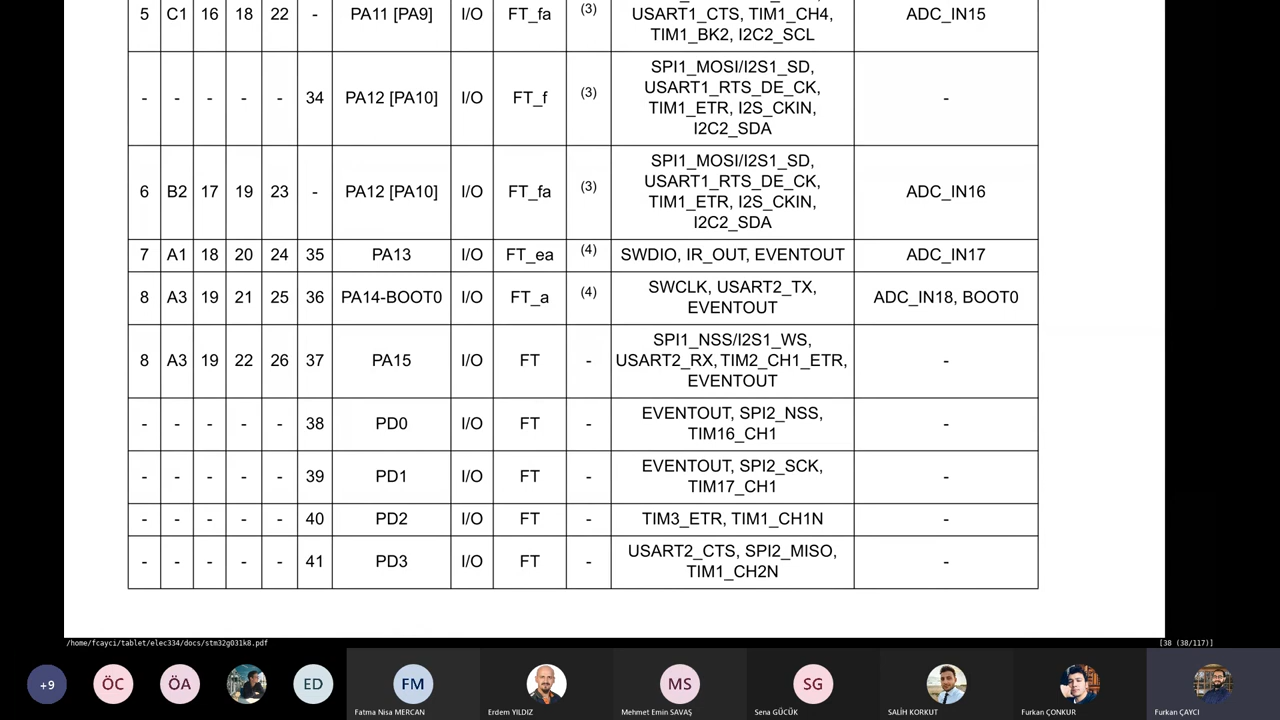 5 C1 16 18 22 - PA11 [PA9] I/O FT_fa (3) USART1_CTS, TIM1_CH4, ADC_IN15
TIM1_BK2, I2C2_SCL
SPI1_MOSI/I2S1_SD,
USART1_RTS_DE_CK,
- - - - - 34 PA12 [PA10] I/O FT_f (3) TIM1_ETR, I2S_CKIN, -
I2C2_SDA
SPI1_MOSI/I2S1_SD,
USART1_RTS_DE_CK,
6 B2 17 19 23 - PA12 [PA10] I/O FT_fa (3) TIM1_ETR, I2S_CKIN, ADC_IN16
I2C2_SDA
7 A1 18 20 24 35 PA13 I/O FT_ea (4) SWDIO, IR_OUT, EVENTOUT ADC_IN17
8 A3 19 21 25 36 PA14-BOOT0 I/O FT_a (4) SWCLK, USART2_TX, ADC_IN18, BOOT0
EVENTOUT
SPI1_NSS/I2S1_WS,
8 A3 19 22 26 37 PA15 I/O FT - USART2_RX, TIM2_CH1_ETR, -
EVENTOUT
- - - - - 38 PD0 I/O FT - EVENTOUT, SPI2_NSS, -
TIM16_CH1
- - - - - 39 PD1 I/O FT - EVENTOUT, SPI2_SCK, -
TIM17_CH1
- - - - - 40 PD2 I/O FT - TIM3_ETR, TIM1_CH1N -
- - - - - 41 PD3 I/O FT - USART2_CTS, SPI2_MISO, -
TIM1_CH2N
/home/fcayci/tablet/elec334/docs/stm32g031k8.pdf [38 (38/117)]
+9 ÖC ÖA ED FM MS SG
Fatma Nisa MERCAN Erdem YILDIZ Mehmet Emin SAVAŞ Sena GÜCÜK SALİH KORKUT Furkan ÇONKUR Furkan ÇAYCI